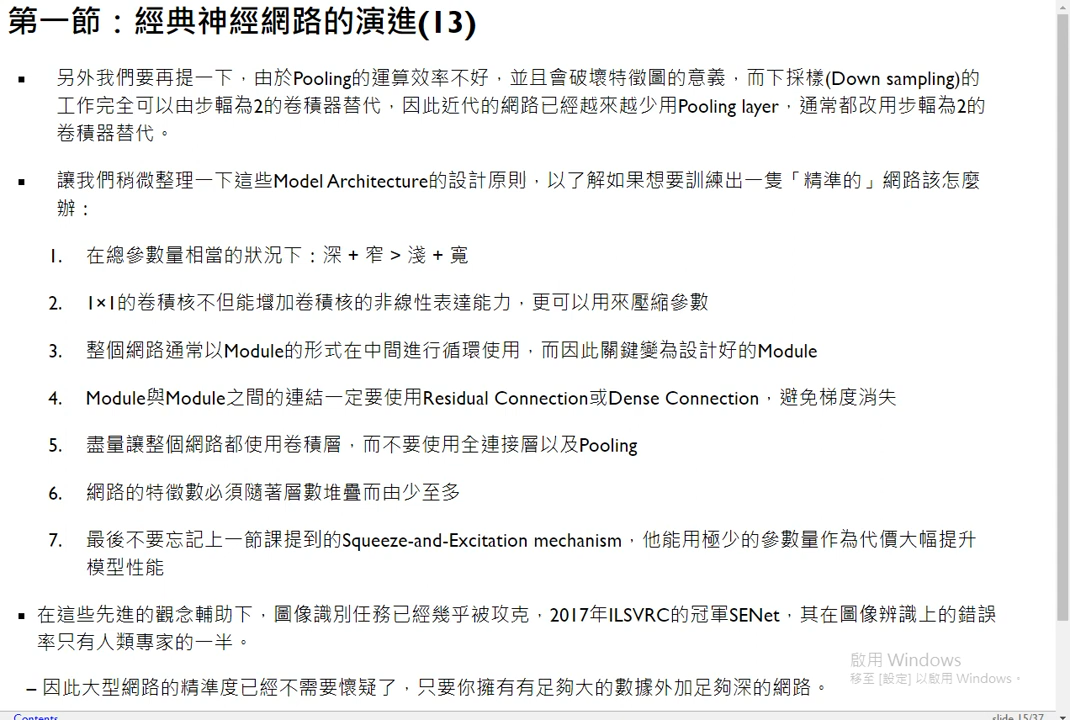 第一節：經典神經網路的演進(13)
▪ 另外我們要再提一下，由於Pooling的運算效率不好，並且會破壞特徵圖的意義，而下採樣(Down sampling)的
工作完全可以由步輻為2的卷積器替代，因此近代的網路已經越來越少用Pooling layer，通常都改用步輻為2的
卷積器替代。
▪ 讓我們稍微整理一下這些Model Architecture的設計原則，以了解如果想要訓練出一隻「精準的」網路該怎麼
辦：
1. 在總參數量相當的狀況下：深 + 窄 > 淺 + 寬
2. 1×1的卷積核不但能增加卷積核的非線性表達能力，更可以用來壓縮參數
3. 整個網路通常以Module的形式在中間進行循環使用，而因此關鍵變為設計好的Module
4. Module與Module之間的連結一定要使用Residual Connection或Dense Connection，避免梯度消失
5. 盡量讓整個網路都使用卷積層，而不要使用全連接層以及Pooling
6. 網路的特徵數必須隨著層數堆疊而由少至多
7. 最後不要忘記上一節課提到的Squeeze-and-Excitation mechanism，他能用極少的參數量作為代價大幅提升
模型性能
▪ 在這些先進的觀念輔助下，圖像識別任務已經幾乎被攻克，2017年ILSVRC的冠軍SENet，其在圖像辨識上的錯誤
率只有人類專家的一半。
– 因此大型網路的精準度已經不需要懷疑了，只要你擁有有足夠大的數據外加足夠深的網路。
啟用 Windows
移至 [設定] 以啟用 Windows。
Contents
slide 15/37